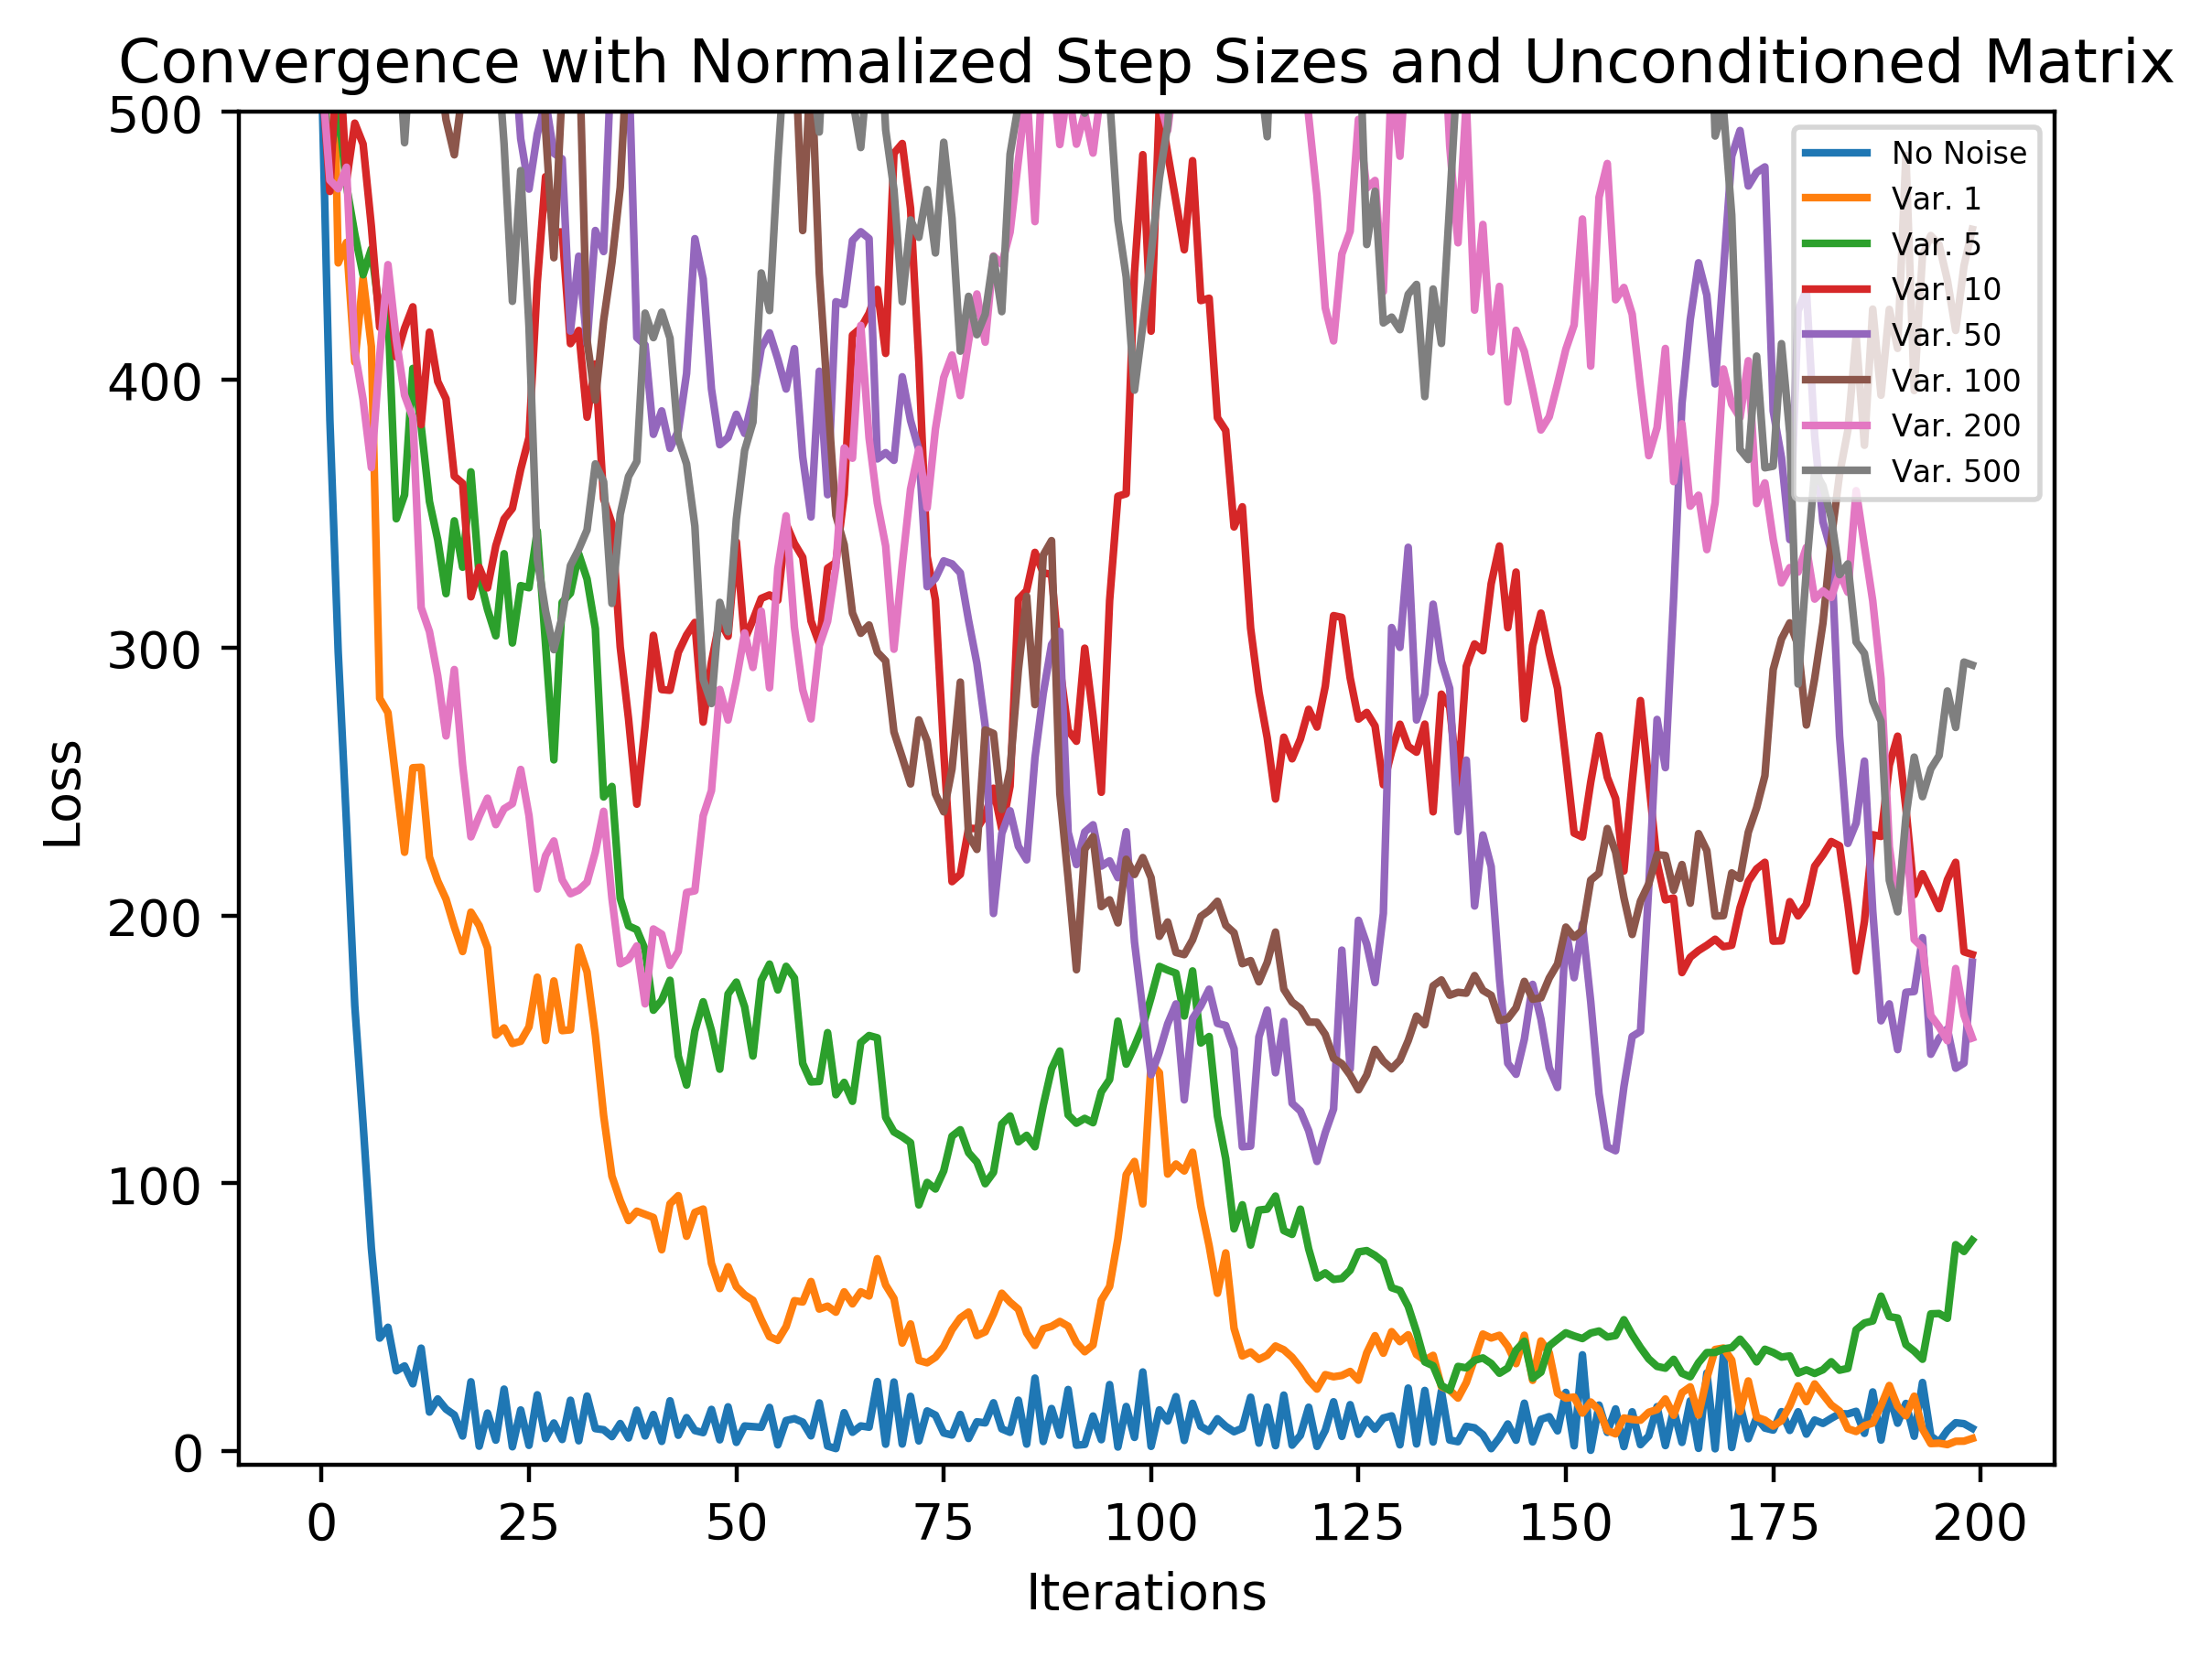 Convergence with Normalized Step Sizes and Unconditioned Matrix
500
400
300
200
100
0
Loss
No Noise
Var. 1
Var. 5
Var. 10
Var. 50
Var. 100
Var. 200
Var. 500
0 25 50 75 100 125 150 175 200
Iterations